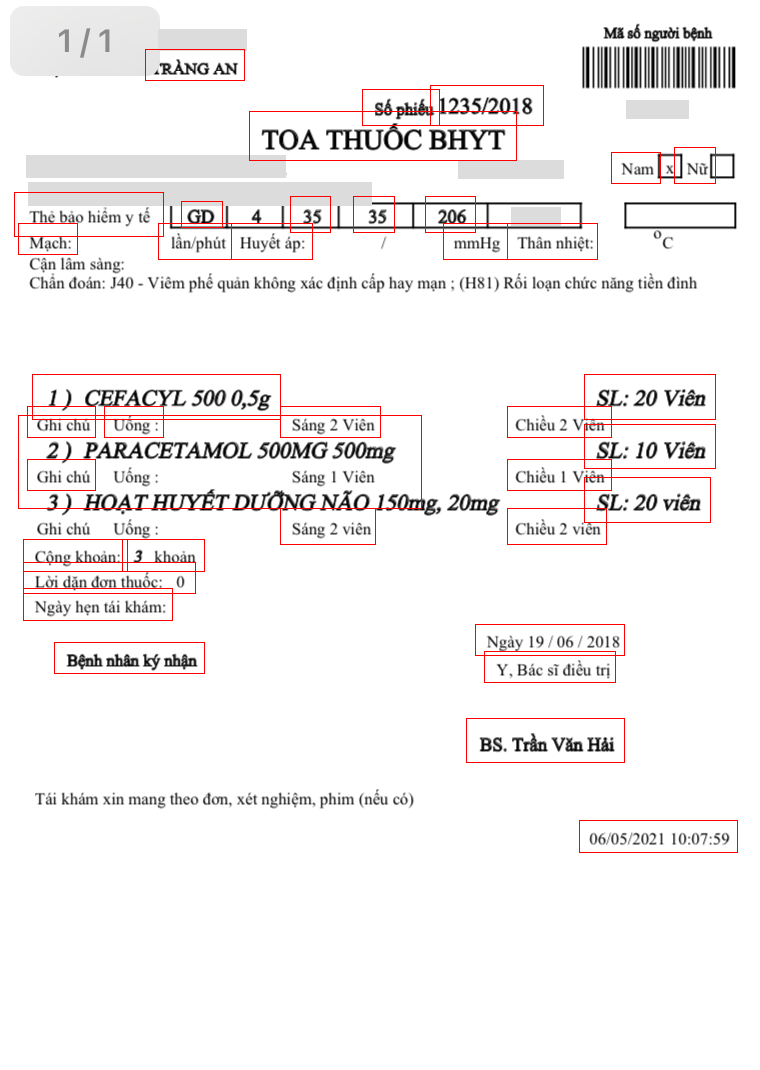 1/1
Mã số người bệnh
TRÀNG AN
Số phiếu 1235/2018
TOA THUỐC BHYT
Nam x Nữ
Thẻ bảo hiểm y tế GD 4 35 35 206
Mạch: lần/phút Huyết áp: / mmHg Thân nhiệt: °C
Cận lâm sàng:
Chẩn đoán: J40 - Viêm phế quản không xác định cấp hay mạn ; (H81) Rối loạn chức năng tiền đình
1 ) CEFACYL 500 0,5g SL: 20 Viên
Ghi chú Uống : Sáng 2 Viên Chiều 2 Viên
2 ) PARACETAMOL 500MG 500mg SL: 10 Viên
Ghi chú Uống : Sáng 1 Viên Chiều 1 Viên
3 ) HOẠT HUYẾT DƯỠNG NÃO 150mg, 20mg SL: 20 viên
Ghi chú Uống : Sáng 2 viên Chiều 2 viên
Cộng khoản: 3 khoản
Lời dặn đơn thuốc: 0
Ngày hẹn tái khám:
Ngày 19 / 06 / 2018
Bệnh nhân ký nhận
Y, Bác sĩ điều trị
BS. Trần Văn Hải
Tái khám xin mang theo đơn, xét nghiệm, phim (nếu có)
06/05/2021 10:07:59